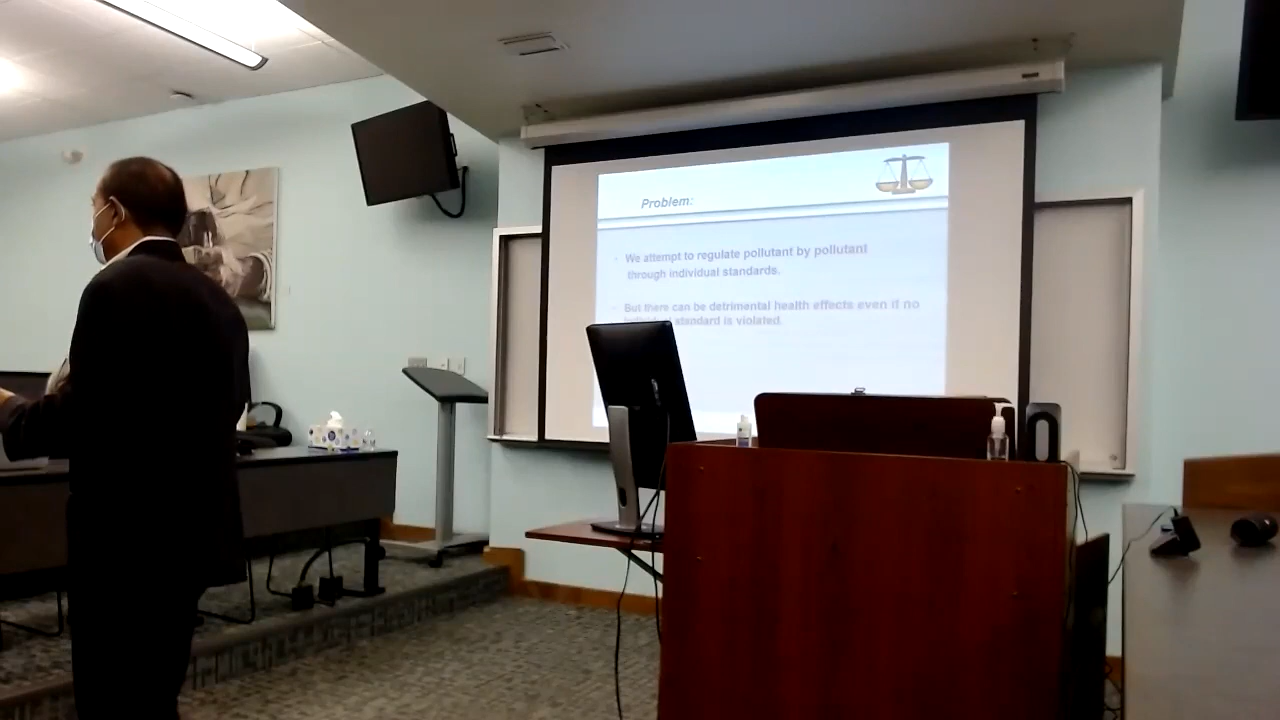 Problem:
We attempt to regulate pollutant by pollutant
through individual standards.
But there can be detrimental health effects even if no
individual standard is violated.